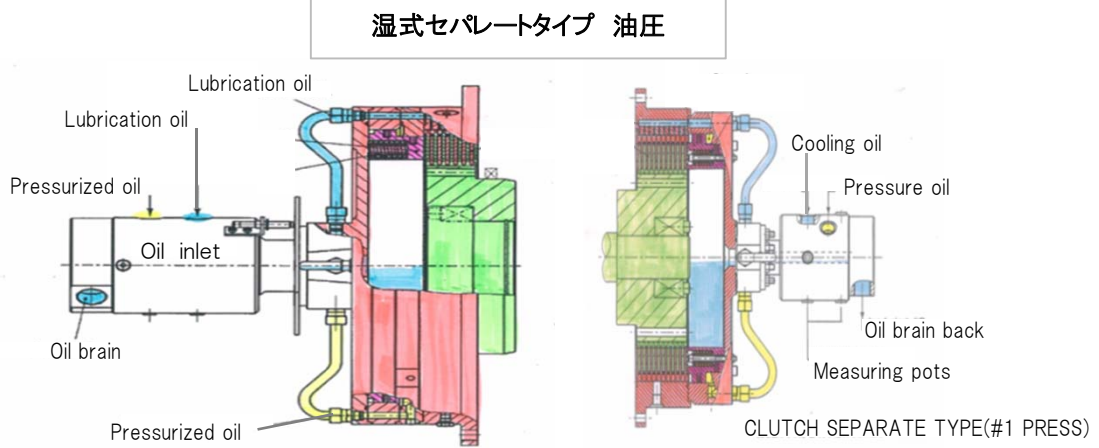 湿式セパレートタイプ 油圧
Lubrication oil
Lubrication oil
Pressurized oil
Oil inlet
Oil brain
Pressurized oil
Cooling oil
Pressure oil
Oil brain back
Measuring pots
CLUTCH SEPARATE TYPE(#1 PRESS)